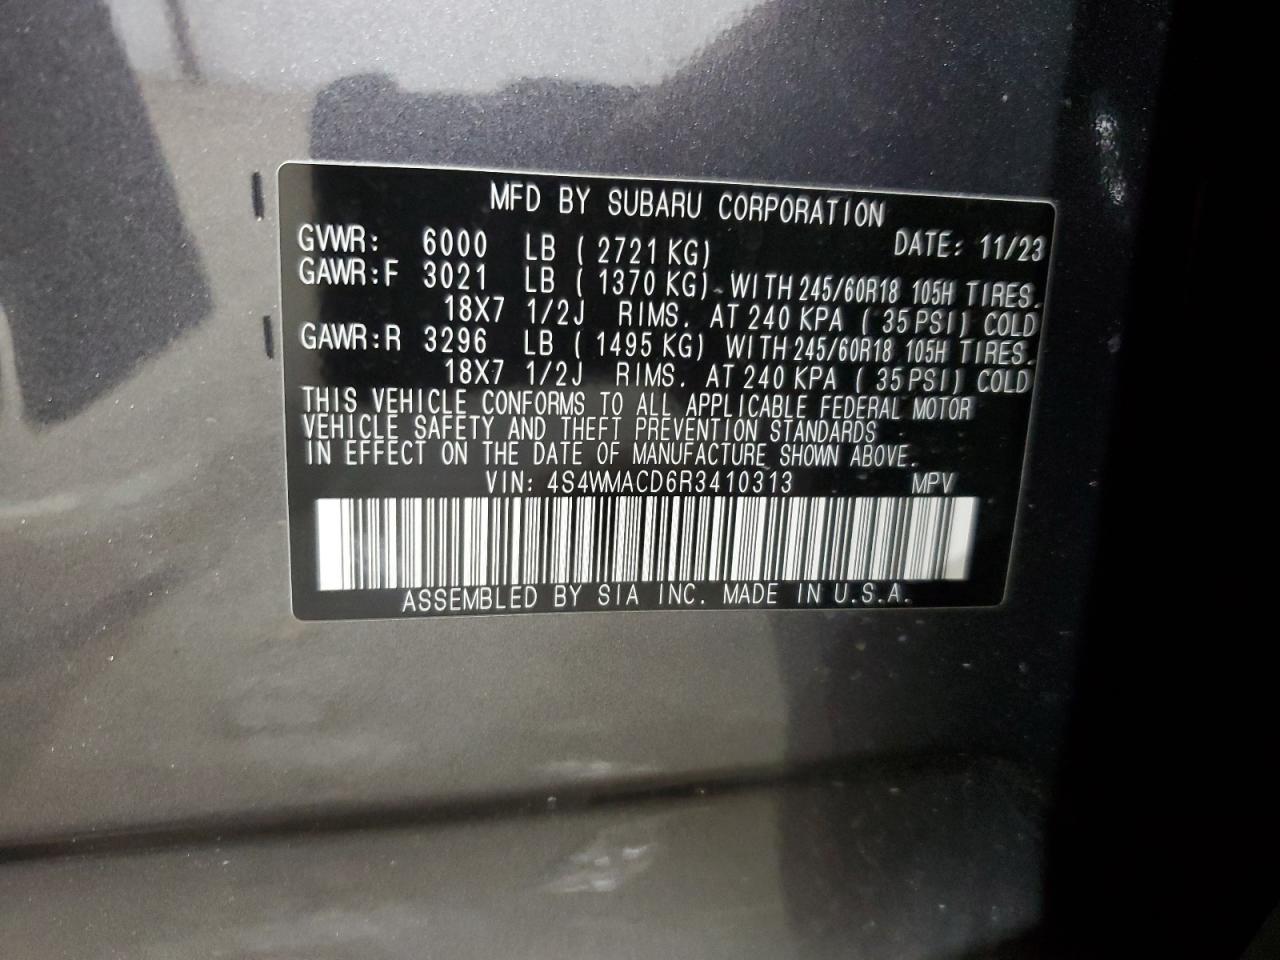 MFD BY SUBARU CORPORATION
GVWR: 6000 LB ( 2721 KG) DATE: 11/23
GAWR:F 3021 LB ( 1370 KG) WITH 245/60R18 105H TIRES.
18X7 1/2J RIMS. AT 240 KPA ( 35 PSI) COLD
GAWR:R 3296 LB ( 1495 KG) WITH 245/60R18 105H TIRES.
18X7 1/2J RIMS. AT 240 KPA ( 35 PSI) COLD
THIS VEHICLE CONFORMS TO ALL APPLICABLE FEDERAL MOTOR
VEHICLE SAFETY AND THEFT PREVENTION STANDARDS
IN EFFECT ON THE DATE OF MANUFACTURE SHOWN ABOVE.
VIN: 4S4WMACD6R3410313 MPV
ASSEMBLED BY SIA INC. MADE IN U.S.A.